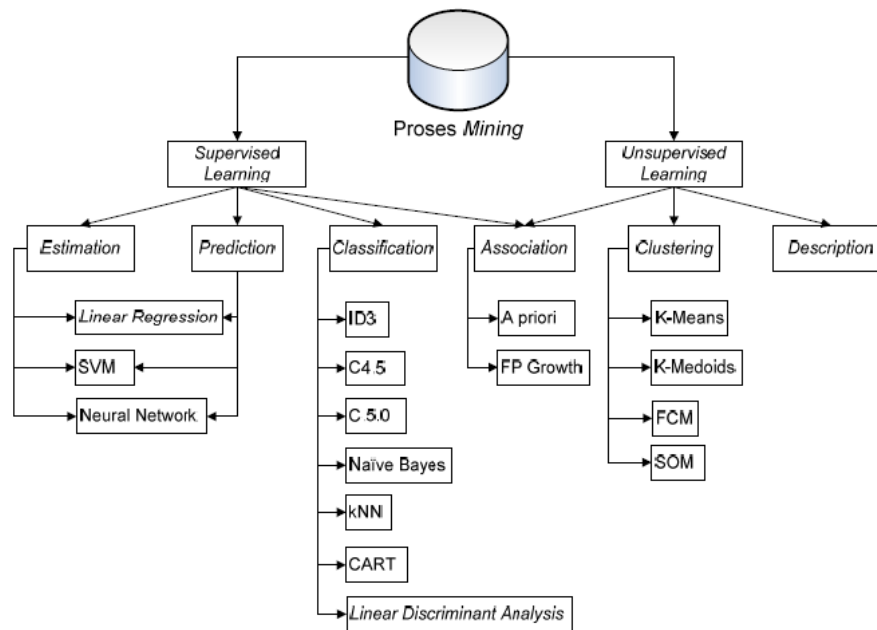 Proses Mining
Supervised
Learning
Unsupervised
Learning
Estimation
Prediction
Classification
Association
Clustering
Description
Linear Regression
SVM
Neural Network
ID3
C4.5
C 5.0
Naïve Bayes
kNN
CART
Linear Discriminant Analysis
A priori
FP Growth
K-Means
K-Medoids
FCM
SOM